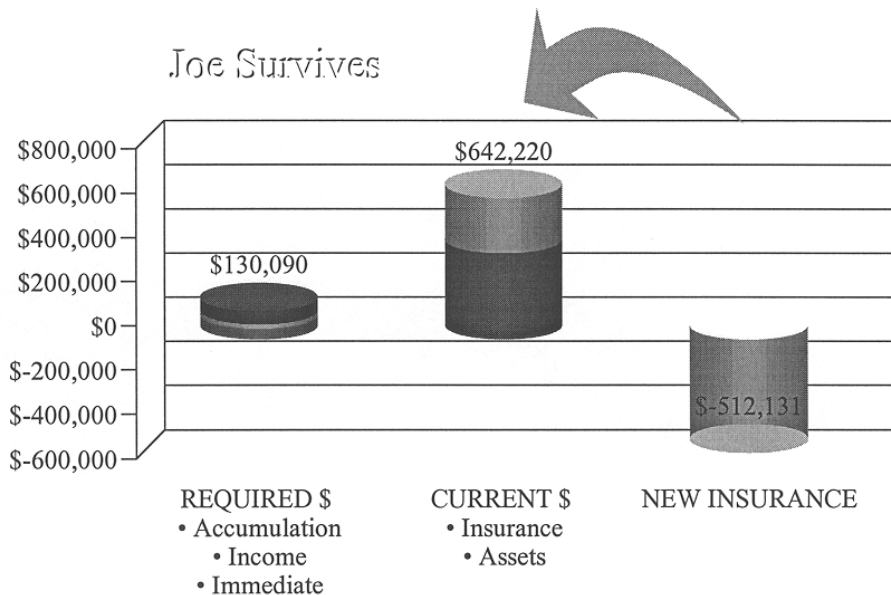 Joe Survives
$800,000
$600,000
$400,000
$200,000
$0
$-200,000
$-400,000
$-600,000
$130,090
$642,220
$-512,131
REQUIRED $
• Accumulation
• Income
• Immediate
CURRENT $
• Insurance
• Assets
NEW INSURANCE